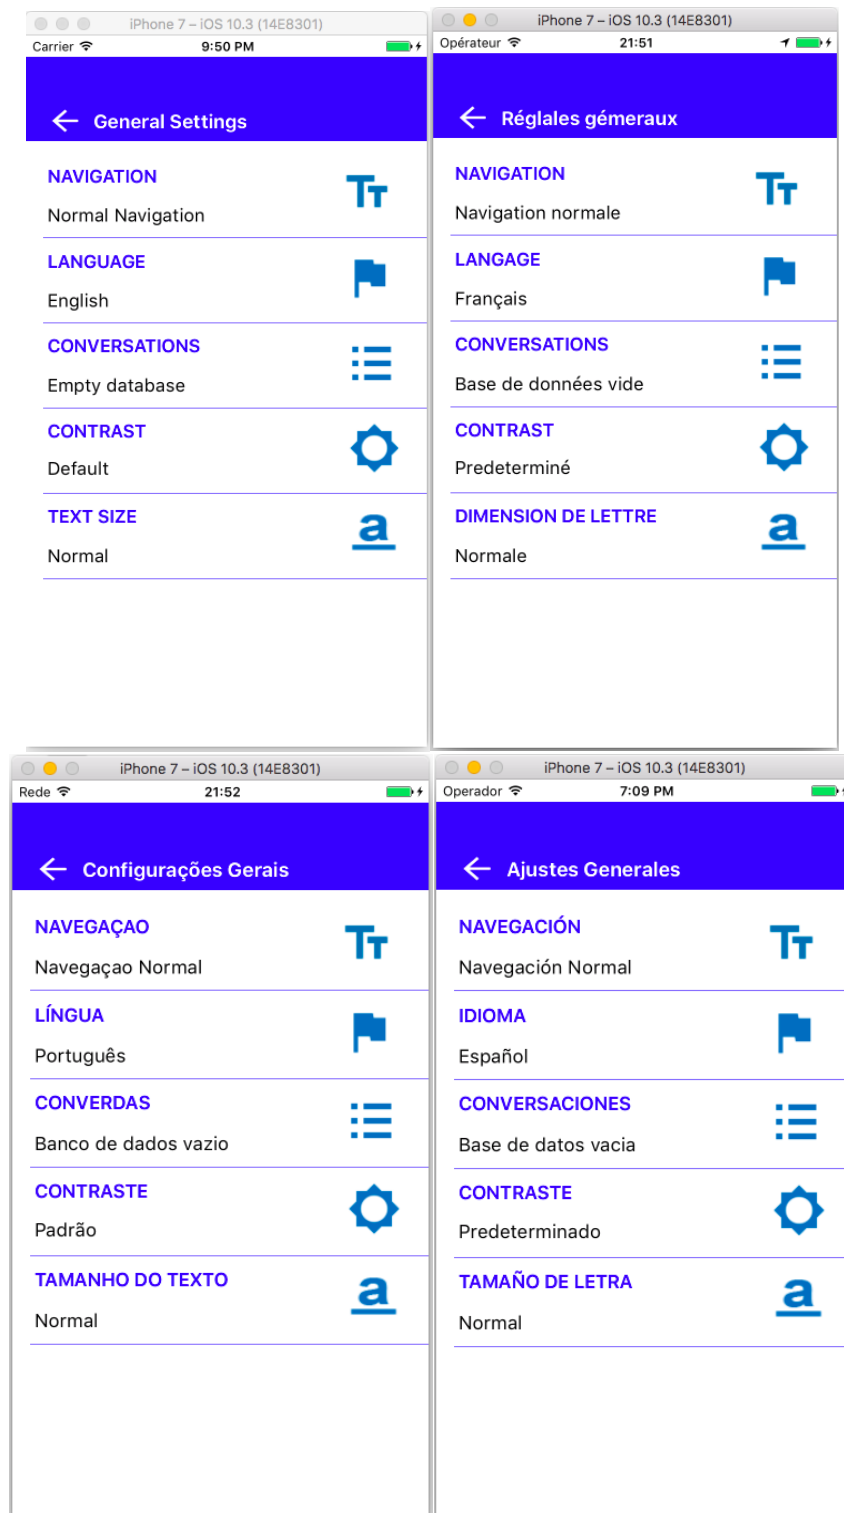 iPhone 7 – iOS 10.3 (14E8301)
Carrier 9:50 PM
General Settings
NAVIGATION
Normal Navigation
LANGUAGE
English
CONVERSATIONS
Empty database
CONTRAST
Default
TEXT SIZE
Normal
iPhone 7 – iOS 10.3 (14E8301)
Opérateur 21:51
Réglales gémeraux
NAVIGATION
Navigation normale
LANGAGE
Français
CONVERSATIONS
Base de données vide
CONTRAST
Predeterminé
DIMENSION DE LETTRE
Normale
iPhone 7 – iOS 10.3 (14E8301)
Rede 21:52
Configurações Gerais
NAVEGAÇAO
Navegaçao Normal
LÍNGUA
Português
CONVERDAS
Banco de dados vazio
CONTRASTE
Padrão
TAMANHO DO TEXTO
Normal
iPhone 7 – iOS 10.3 (14E8301)
Operador 7:09 PM
Ajustes Generales
NAVEGACIÓN
Navegación Normal
IDIOMA
Español
CONVERSACIONES
Base de datos vacia
CONTRASTE
Predeterminado
TAMAÑO DE LETRA
Normal